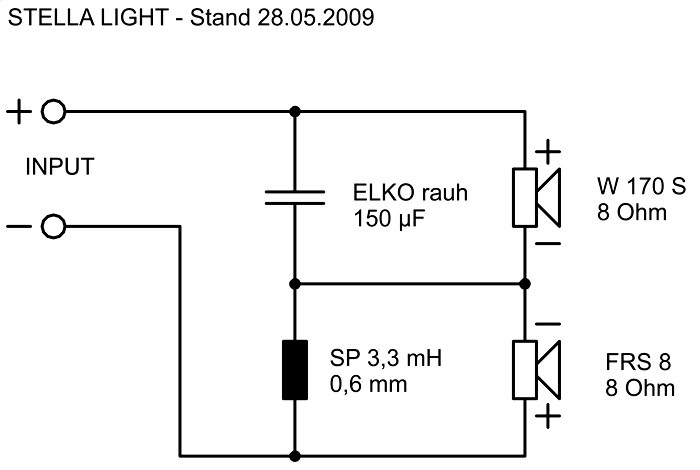 STELLA LIGHT - Stand 28.05.2009
+
INPUT
−
ELKO rauh
150 µF
+
W 170 S
8 Ohm
−
SP 3,3 mH
0,6 mm
−
FRS 8
8 Ohm
+